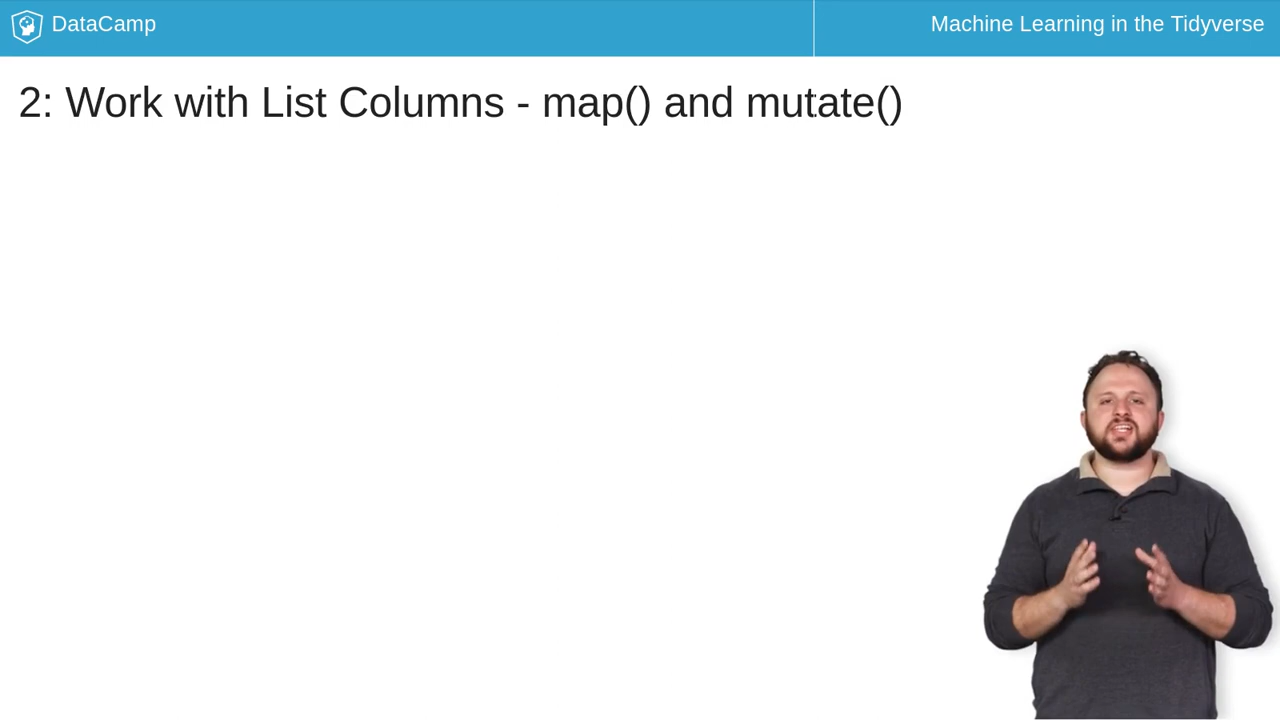 DataCamp
Machine Learning in the Tidyverse
2: Work with List Columns - map() and mutate()